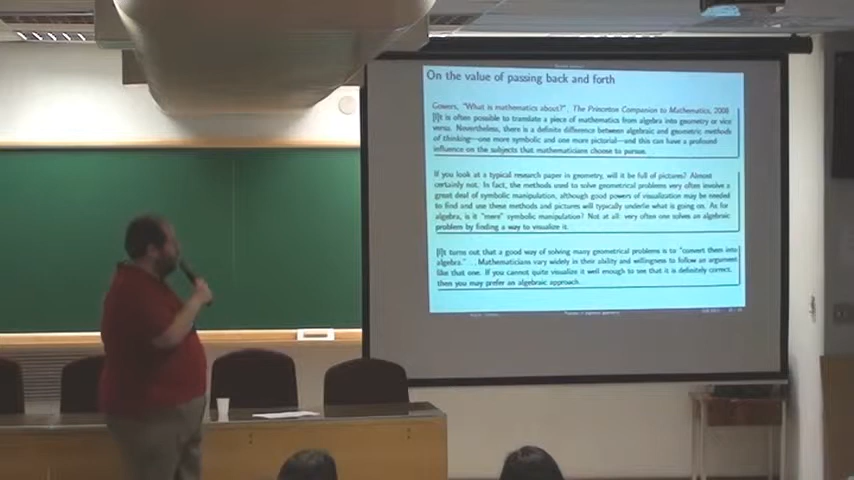 On the value of passing back and forth
Gowers, "What is mathematics about?", The Princeton Companion to Mathematics, 2008
[I]t is often possible to translate a piece of mathematics from algebra into geometry or vice
versa. Nevertheless, there is a definite difference between algebraic and geometric methods
of thinking—one more symbolic and one more pictorial—and this can have a profound
influence on the subjects that mathematicians choose to pursue.
If you look at a typical research paper in geometry, will it be full of pictures? Almost
certainly not. In fact, the methods used to solve geometrical problems very often involve a
great deal of symbolic manipulation, although good powers of visualization may be needed
to find and use these methods and pictures will typically underlie what is going on. As for
algebra, is it "mere" symbolic manipulation? Not at all: very often one solves an algebraic
problem by finding a way to visualize it.
[I]t turns out that a good way of solving many geometrical problems is to "convert them into
algebra." ... Mathematicians vary widely in their ability and willingness to follow an argument
like that one. If you cannot quite visualize it well enough to see that it is definitely correct,
then you may prefer an algebraic approach.